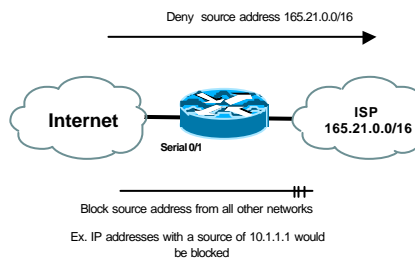 Deny source address 165.21.0.0/16
Internet
ISP
165.21.0.0/16
Serial 0/1
Block source address from all other networks
Ex. IP addresses with a source of 10.1.1.1 would
be blocked